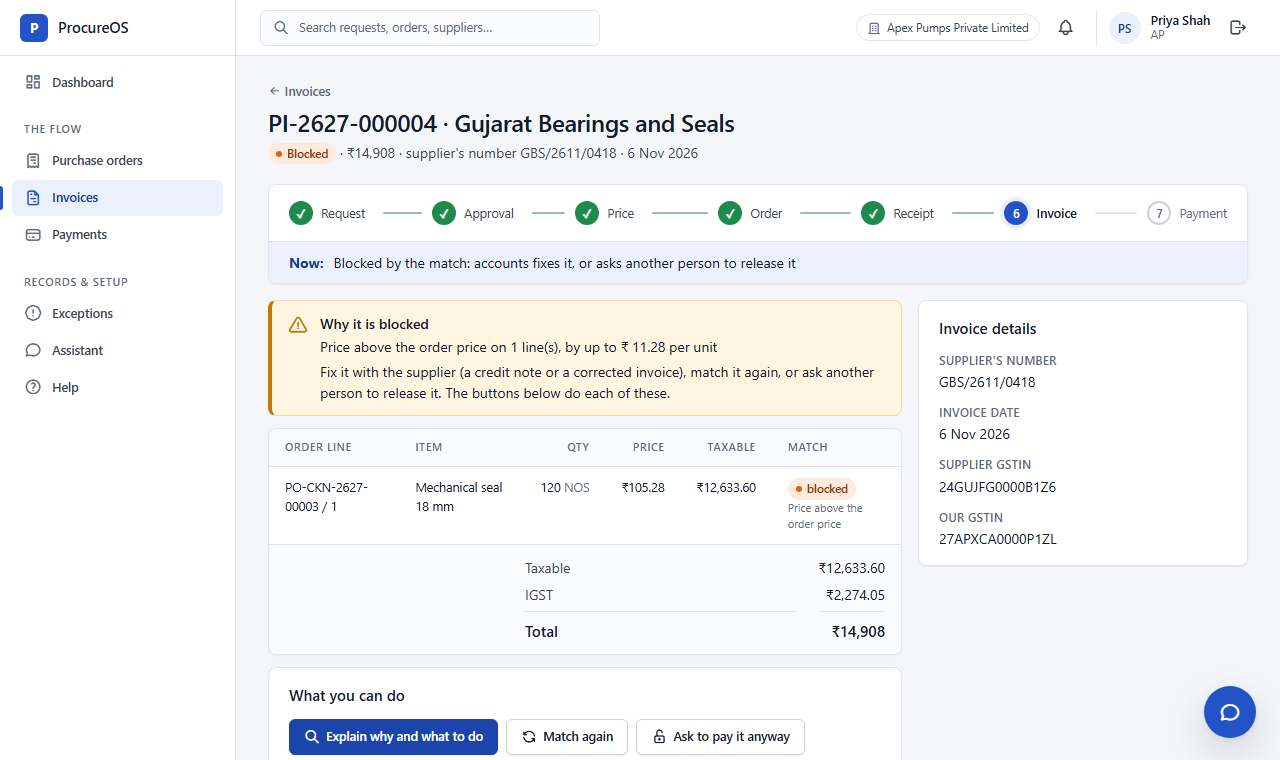 P ProcureOS
Search requests, orders, suppliers...
Apex Pumps Private Limited
PS
Priya Shah
AP
Dashboard
THE FLOW
Purchase orders
Invoices
Payments
RECORDS & SETUP
Exceptions
Assistant
Help
← Invoices
PI-2627-000004 · Gujarat Bearings and Seals
Blocked · ₹14,908 · supplier's number GBS/2611/0418 · 6 Nov 2026
Request Approval Price Order Receipt 6 Invoice 7 Payment
Now: Blocked by the match: accounts fixes it, or asks another person to release it
Why it is blocked
Price above the order price on 1 line(s), by up to ₹ 11.28 per unit
Fix it with the supplier (a credit note or a corrected invoice), match it again, or ask another
person to release it. The buttons below do each of these.
ORDER LINE ITEM QTY PRICE TAXABLE MATCH
PO-CKN-2627-
00003 / 1
Mechanical seal
18 mm
120 NOS
₹105.28
₹12,633.60
blocked
Price above the
order price
Taxable ₹12,633.60
IGST ₹2,274.05
Total ₹14,908
What you can do
Explain why and what to do
Match again
Ask to pay it anyway
Invoice details
SUPPLIER'S NUMBER
GBS/2611/0418
INVOICE DATE
6 Nov 2026
SUPPLIER GSTIN
24GUJFG0000B1Z6
OUR GSTIN
27APXCA0000P1ZL